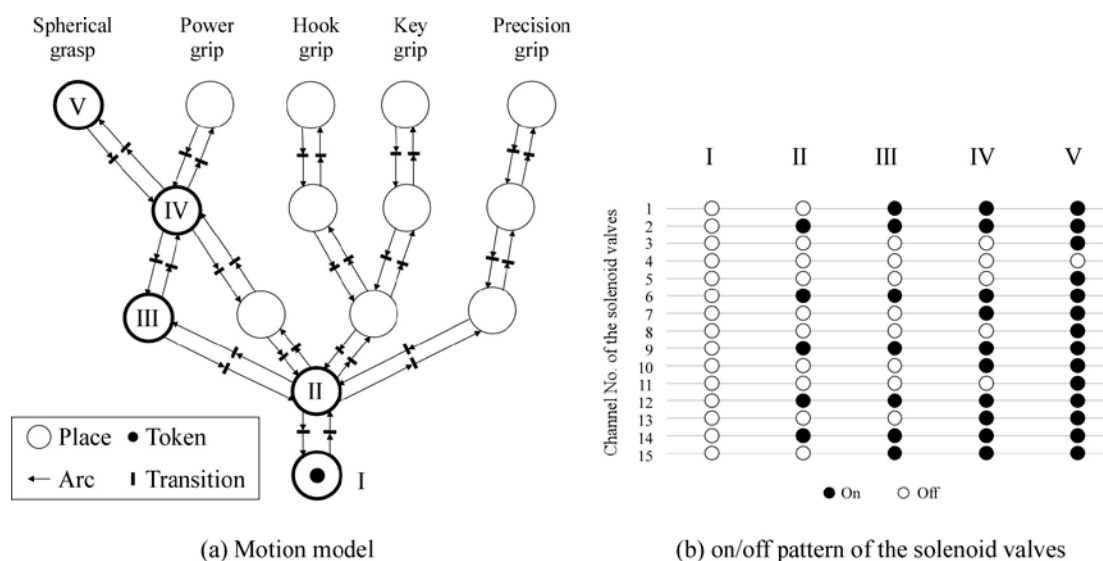 Spherical grasp
Power grip
Hook grip
Key grip
Precision grip
V
IV
III
II
I
Place
Token
Arc
Transition
(a) Motion model
I II III IV V
Channel No. of the solenoid valves
1
2
3
4
5
6
7
8
9
10
11
12
13
14
15
On Off
(b) on/off pattern of the solenoid valves